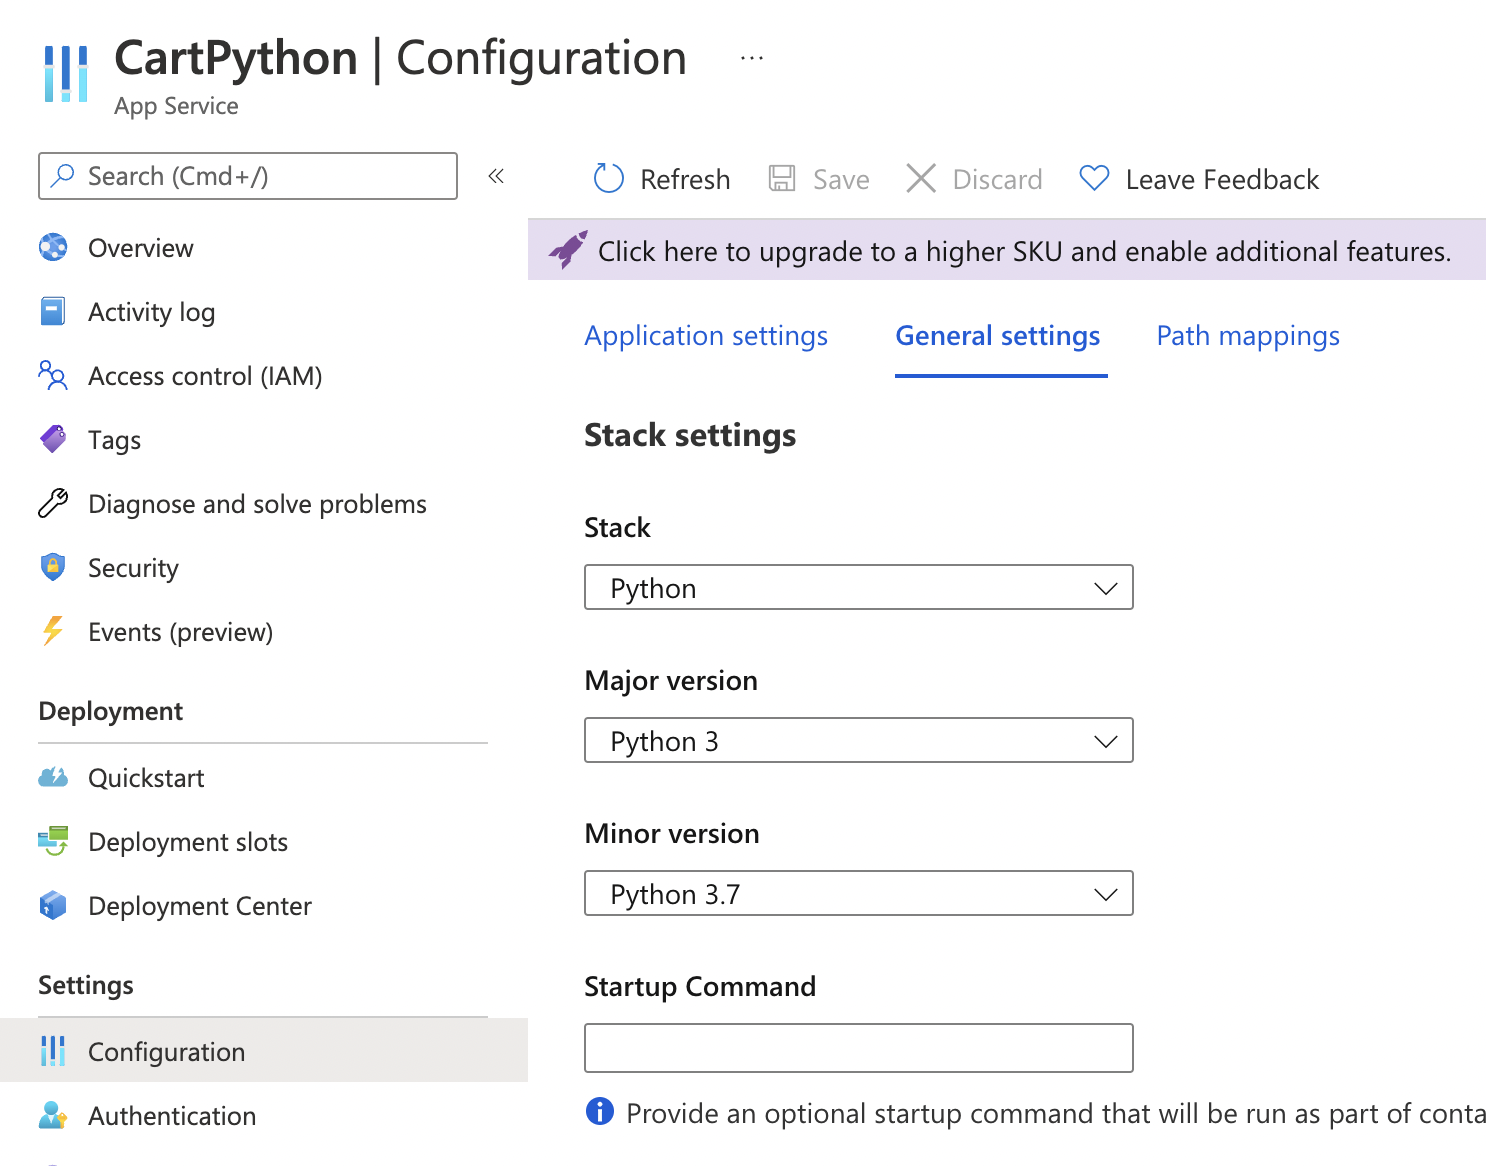 CartPython | Configuration ...
App Service
Search (Cmd+/)
«
Refresh
Save
Discard
Leave Feedback
Click here to upgrade to a higher SKU and enable additional features.
Overview
Activity log
Access control (IAM)
Tags
Diagnose and solve problems
Security
Events (preview)
Deployment
Quickstart
Deployment slots
Deployment Center
Settings
Configuration
Authentication
Application settings
General settings
Path mappings
Stack settings
Stack
Python
Major version
Python 3
Minor version
Python 3.7
Startup Command
Provide an optional startup command that will be run as part of conta